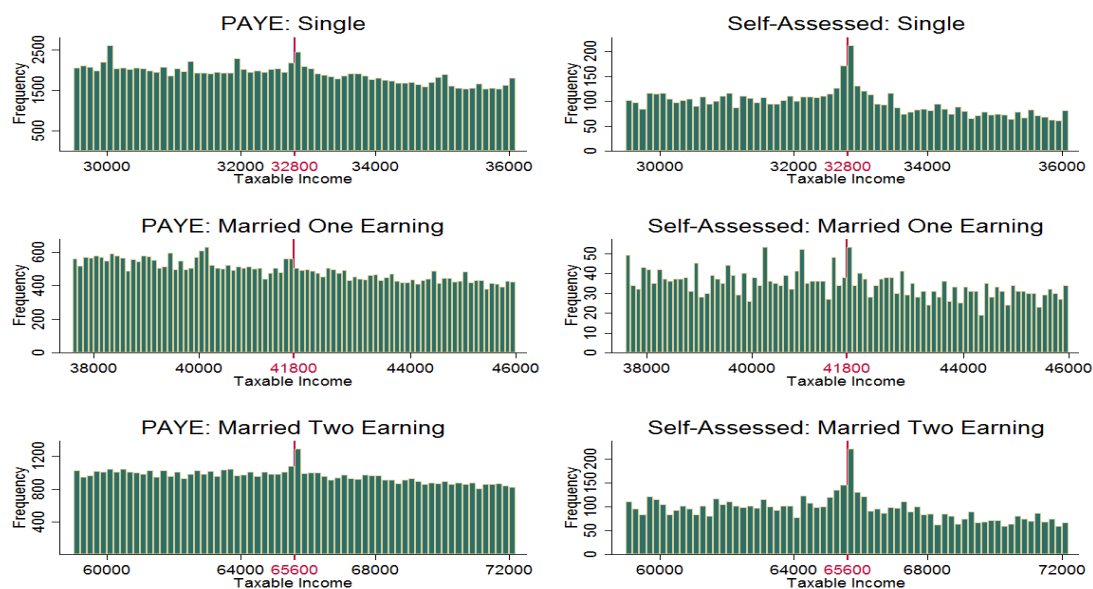 PAYE: Single
Frequency
500 1500 2500
30000 32000 32800 34000 36000
Taxable Income
Self-Assessed: Single
Frequency
0 50 100 150 200
30000 32000 32800 34000 36000
Taxable Income
PAYE: Married One Earning
Frequency
0 200 400 600
38000 40000 41800 44000 46000
Taxable Income
Self-Assessed: Married One Earning
Frequency
0 10 20 30 40 50
38000 40000 41800 44000 46000
Taxable Income
PAYE: Married Two Earning
Frequency
400 800 1200
60000 64000 65600 68000 72000
Taxable Income
Self-Assessed: Married Two Earning
Frequency
0 50 100 150 200
60000 64000 65600 68000 72000
Taxable Income